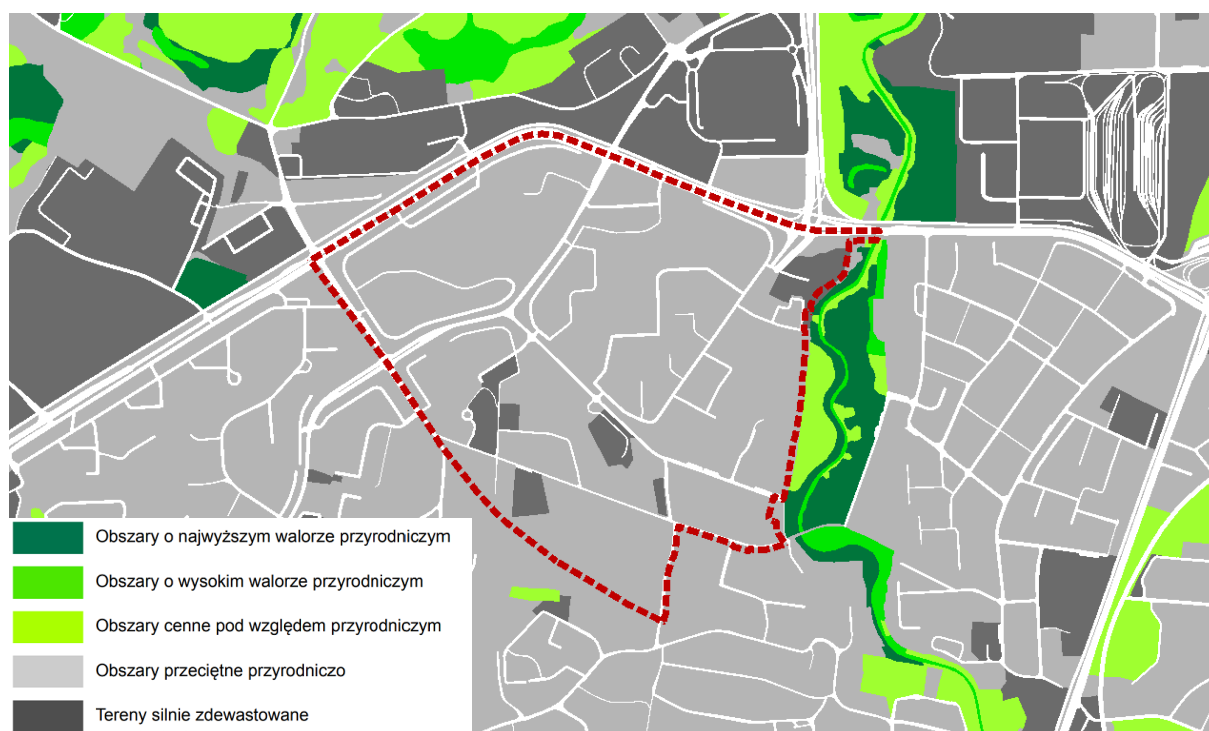 Obszary o najwyższym walorze przyrodniczym
Obszary o wysokim walorze przyrodniczym
Obszary cenne pod względem przyrodniczym
Obszary przeciętne przyrodniczo
Tereny silnie zdewastowane